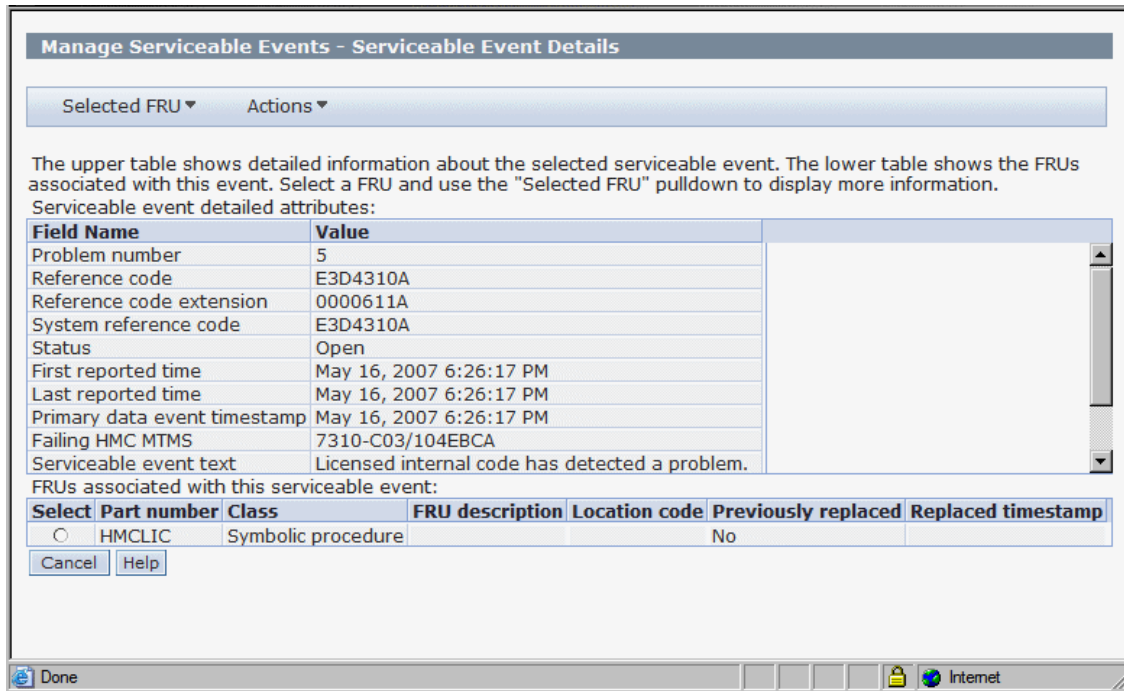 Manage Serviceable Events - Serviceable Event Details
Selected FRU Actions
The upper table shows detailed information about the selected serviceable event. The lower table shows the FRUs
associated with this event. Select a FRU and use the "Selected FRU" pulldown to display more information.
Serviceable event detailed attributes:
Field Name Value
Problem number 5
Reference code E3D4310A
Reference code extension 0000611A
System reference code E3D4310A
Status Open
First reported time May 16, 2007 6:26:17 PM
Last reported time May 16, 2007 6:26:17 PM
Primary data event timestamp May 16, 2007 6:26:17 PM
Failing HMC MTMS 7310-C03/104EBCA
Serviceable event text Licensed internal code has detected a problem.
FRUs associated with this serviceable event:
Select Part number Class FRU description Location code Previously replaced Replaced timestamp
HMCLIC Symbolic procedure No
Cancel Help
Done Internet